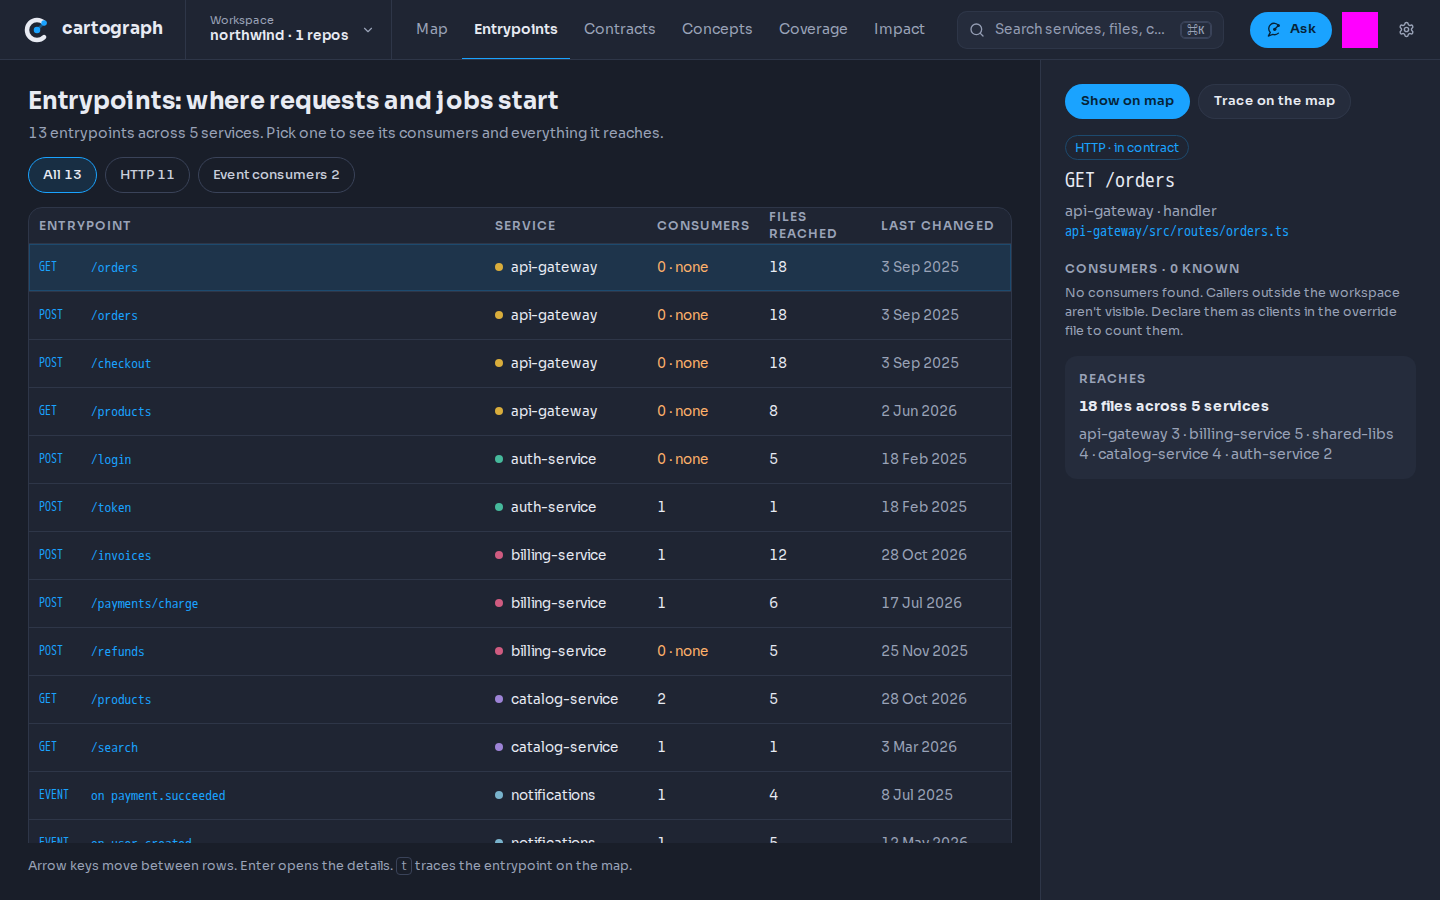 cartograph
Workspace
northwind · 1 repos
Map
Entrypoints
Contracts
Concepts
Coverage
Impact
Search services, files, c...
⌘K
Ask
Entrypoints: where requests and jobs start
13 entrypoints across 5 services. Pick one to see its consumers and everything it reaches.
All 13
HTTP 11
Event consumers 2
ENTRYPOINT SERVICE CONSUMERS FILES REACHED LAST CHANGED
GET /orders api-gateway 0 · none 18 3 Sep 2025
POST /orders api-gateway 0 · none 18 3 Sep 2025
POST /checkout api-gateway 0 · none 18 3 Sep 2025
GET /products api-gateway 0 · none 8 2 Jun 2026
POST /login auth-service 0 · none 5 18 Feb 2025
POST /token auth-service 1 1 18 Feb 2025
POST /invoices billing-service 1 12 28 Oct 2026
POST /payments/charge billing-service 1 6 17 Jul 2026
POST /refunds billing-service 0 · none 5 25 Nov 2025
GET /products catalog-service 2 5 28 Oct 2026
GET /search catalog-service 1 1 3 Mar 2026
EVENT on payment.succeeded notifications 1 4 8 Jul 2025
EVENT on user.created notifications 1 5 12 May 2026
Arrow keys move between rows. Enter opens the details. t traces the entrypoint on the map.
Show on map
Trace on the map
HTTP · in contract
GET /orders
api-gateway · handler
api-gateway/src/routes/orders.ts
CONSUMERS · 0 KNOWN
No consumers found. Callers outside the workspace
aren't visible. Declare them as clients in the override
file to count them.
REACHES
18 files across 5 services
api-gateway 3 · billing-service 5 · shared-libs
4 · catalog-service 4 · auth-service 2